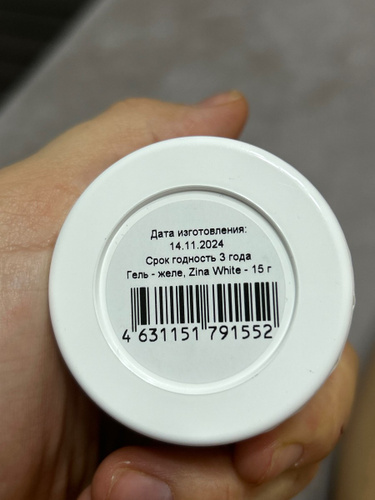 Дата изготовления:
14.11.2024
Срок годность 3 года
Гель - желе, Zina White - 15 г
4 631151 791552